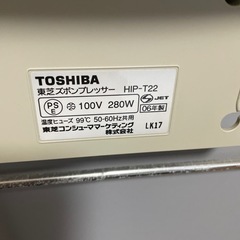 TOSHIBA
東芝ズボンプレッサー HIP-T22
PS E 100V 280W JET 06年製
温度ヒューズ 99℃ 50-60Hz共用
東芝コンシューママーケティング
株式会社 LK17